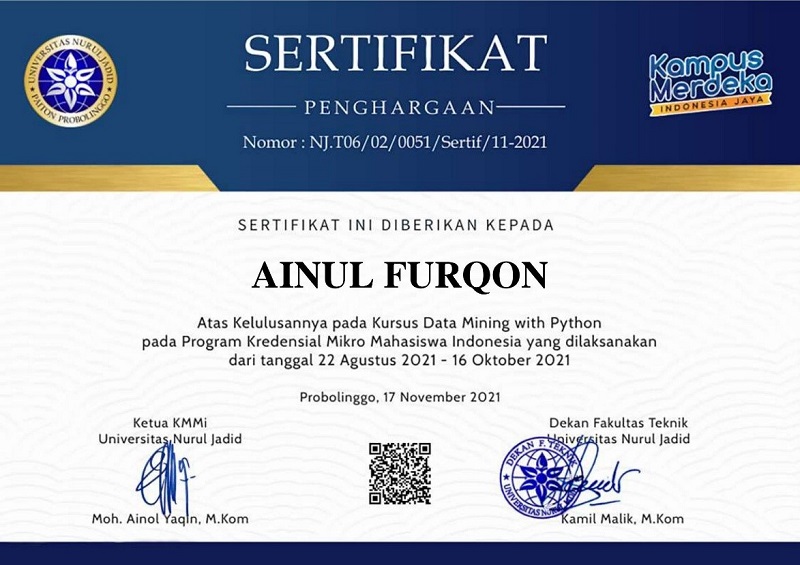 UNIVERSITAS NURUL JADID
PAITON PROBOLINGGO
SERTIFIKAT
PENGHARGAAN
Nomor : NJ.T06/02/0051/Sertif/11-2021
Kampus
Merdeka
INDONESIA JAYA
SERTIFIKAT INI DIBERIKAN KEPADA
AINUL FURQON
Atas Kelulusannya pada Kursus Data Mining with Python
pada Program Kredensial Mikro Mahasiswa Indonesia yang dilaksanakan
dari tanggal 22 Agustus 2021 - 16 Oktober 2021
Probolinggo, 17 November 2021
Ketua KMMi
Universitas Nurul Jadid
Moh. Ainol Yaqin, M.Kom
Dekan Fakultas Teknik
Universitas Nurul Jadid
DEKAN F. TEKNIK
UNIVERSITAS NURUL JADID
Kamil Malik, M.Kom